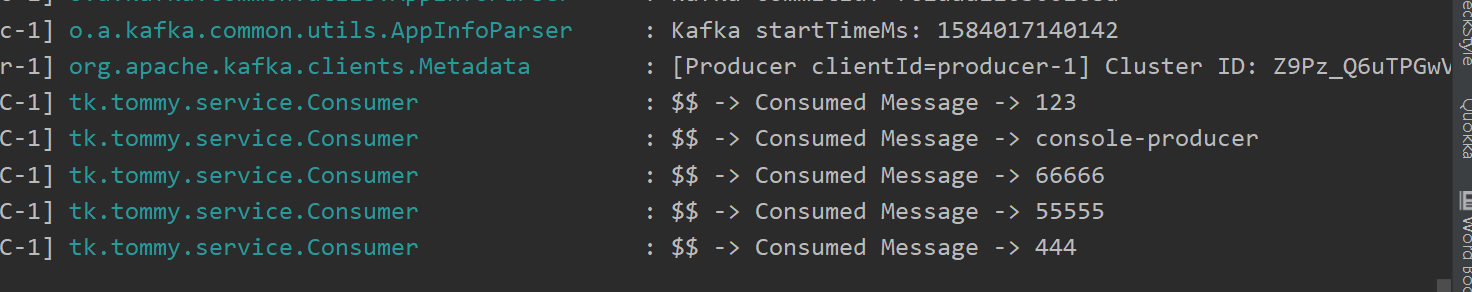 c-1] o.a.kafka.common.utils.AppInfoParser : Kafka startTimeMs: 1584017140142
r-1] org.apache.kafka.clients.Metadata : [Producer clientId=producer-1] Cluster ID: Z9Pz_Q6uTPGwV
C-1] tk.tommy.service.Consumer : $$ -> Consumed Message -> 123
C-1] tk.tommy.service.Consumer : $$ -> Consumed Message -> console-producer
C-1] tk.tommy.service.Consumer : $$ -> Consumed Message -> 66666
C-1] tk.tommy.service.Consumer : $$ -> Consumed Message -> 55555
C-1] tk.tommy.service.Consumer : $$ -> Consumed Message -> 444
eckStyle
Quokka
Word Boo